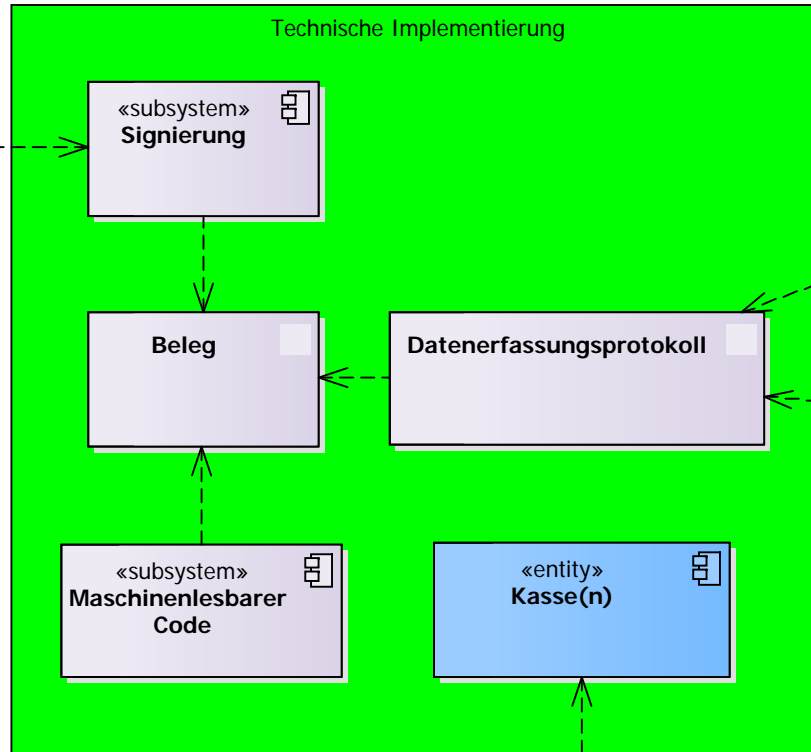 Technische Implementierung
«subsystem»
Signierung
Beleg
Datenerfassungsprotokoll
«subsystem»
Maschinenlesbarer
Code
«entity»
Kasse(n)